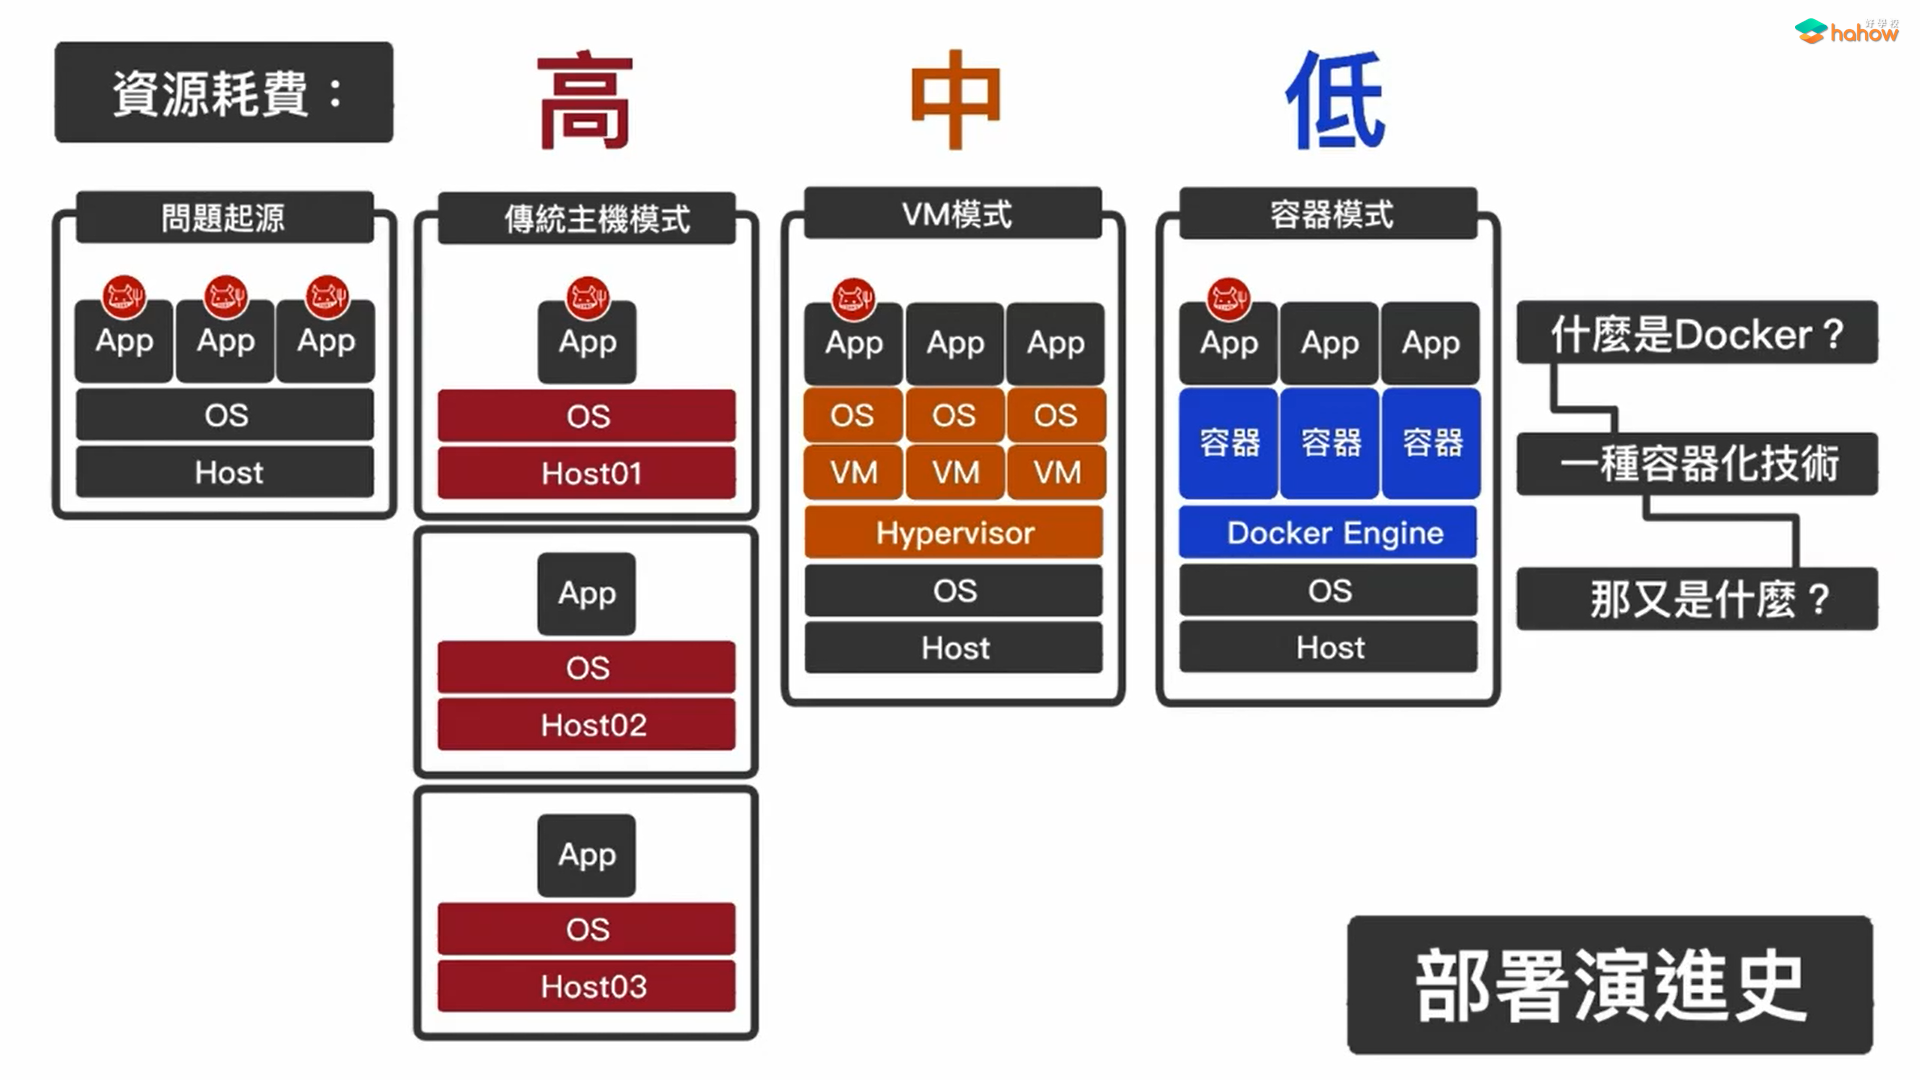 好學校
hahow
資源耗費：
高
中
低
問題起源
App
App
App
OS
Host
傳統主機模式
App
OS
Host01
App
OS
Host02
App
OS
Host03
VM模式
App
App
App
OS
OS
OS
VM
VM
VM
Hypervisor
OS
Host
容器模式
App
App
App
容器
容器
容器
Docker Engine
OS
Host
什麼是Docker？
一種容器化技術
那又是什麼？
部署演進史